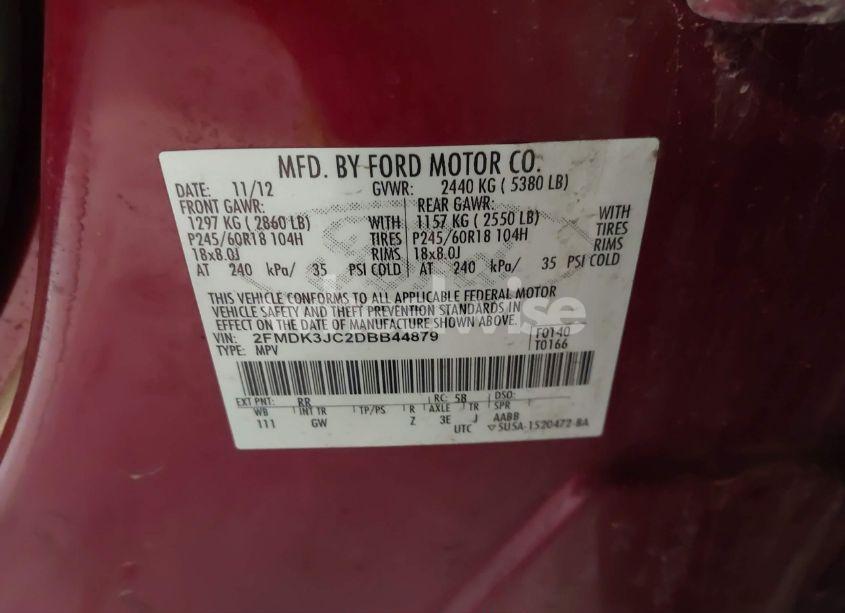 MFD. BY FORD MOTOR CO.
DATE: 11/12 GVWR: 2440 KG ( 5380 LB)
FRONT GAWR: REAR GAWR:
1297 KG ( 2860 LB) WITH 1157 KG ( 2550 LB) WITH
P245/60R18 104H TIRES P245/60R18 104H TIRES
18x8.0J RIMS 18x8.0J RIMS
AT 240 kPa/ 35 PSI COLD AT 240 kPa/ 35 PSI COLD
THIS VEHICLE CONFORMS TO ALL APPLICABLE FEDERAL MOTOR
VEHICLE SAFETY AND THEFT PREVENTION STANDARDS IN
EFFECT ON THE DATE OF MANUFACTURE SHOWN ABOVE.
VIN: 2FMDK3JC2DBB44879 F0140
TYPE: MPV T0166
EXT PNT: RR RC: 58 DSO:
WB INT TR TP/PS R AXLE TR SPR
111 GW Z 3E J AABB
UTC ▽5U5A-1520472-BA